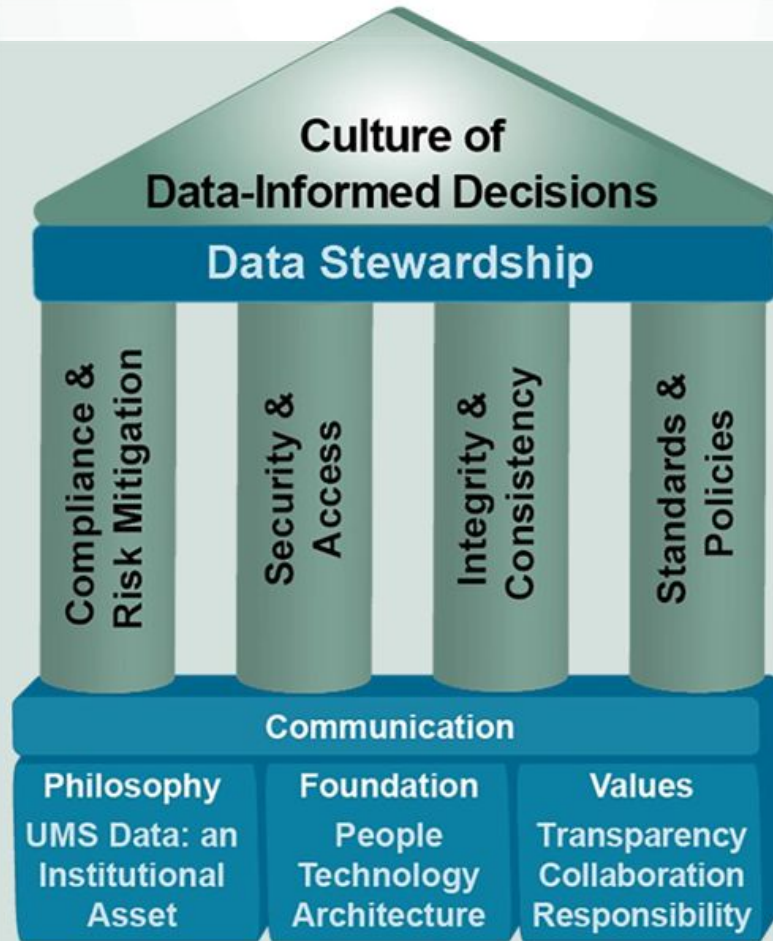 Culture of
Data-Informed Decisions
Data Stewardship
Compliance &
Risk Mitigation
Security &
Access
Integrity &
Consistency
Standards &
Policies
Communication
Philosophy
UMS Data: an
Institutional
Asset
Foundation
People
Technology
Architecture
Values
Transparency
Collaboration
Responsibility